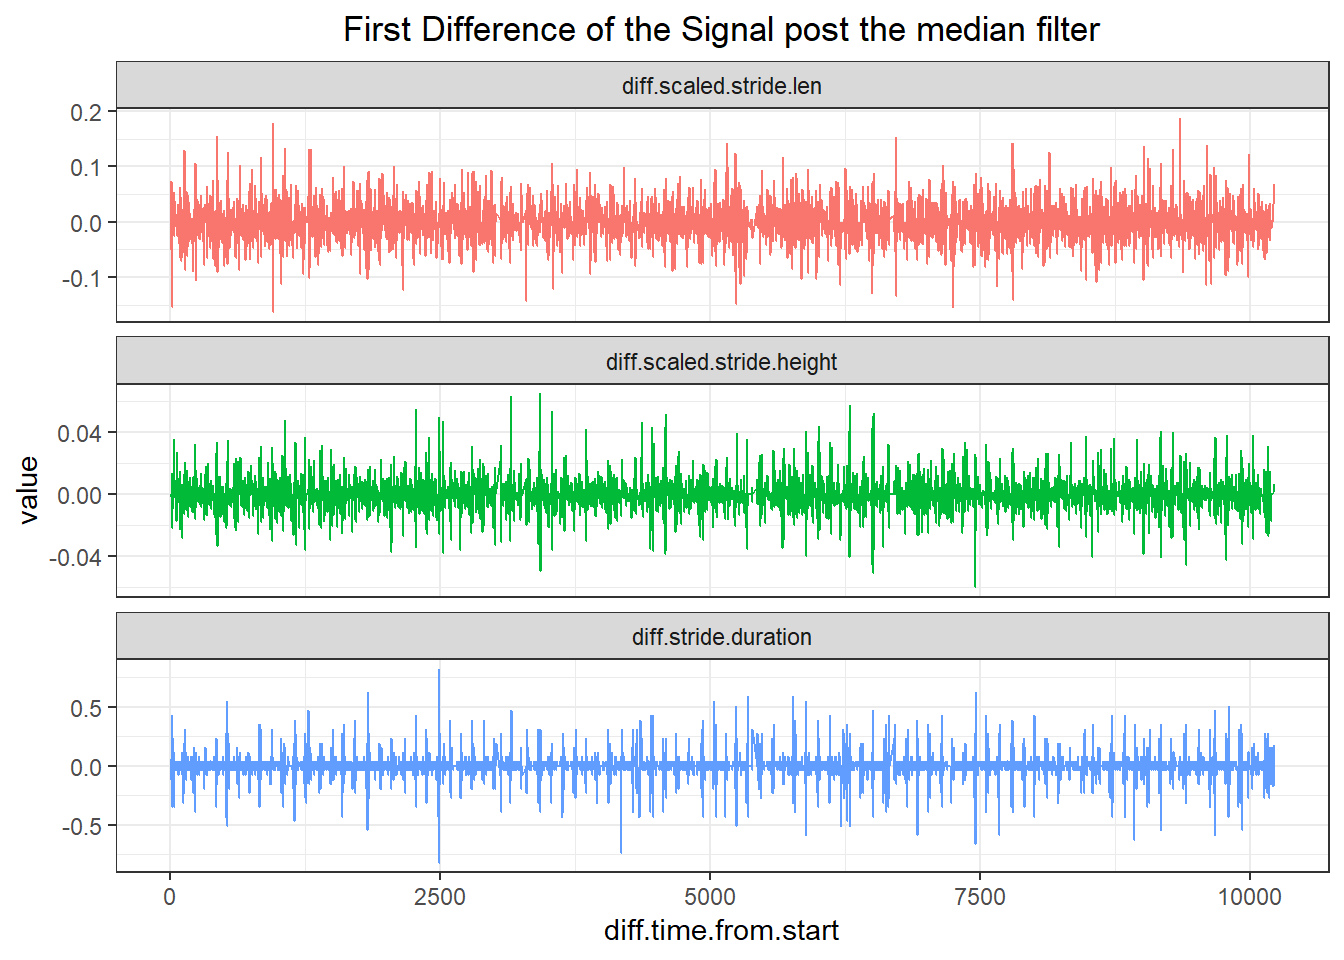 First Difference of the Signal post the median filter
diff.scaled.stride.len
0.2
0.1
0.0
-0.1
diff.scaled.stride.height
0.04
0.00
-0.04
value
diff.stride.duration
0.5
0.0
-0.5
0 2500 5000 7500 10000
diff.time.from.start